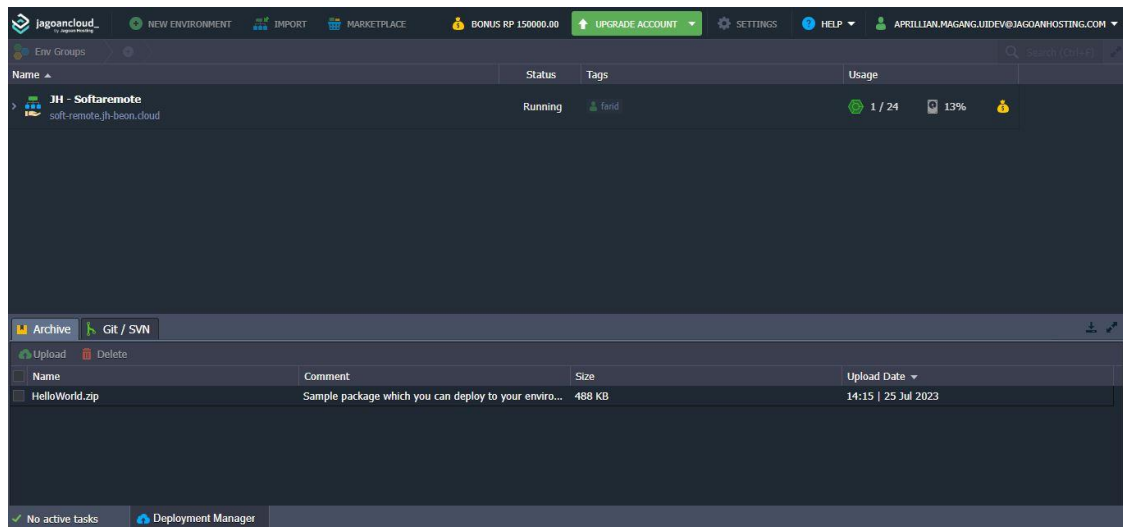 jagoancloud_ NEW ENVIRONMENT IMPORT MARKETPLACE BONUS RP 150000.00 UPGRADE ACCOUNT SETTINGS HELP APRILLIAN.MAGANG.UIDEV@JAGOANHOSTING.COM
by Jagoan Hosting
Env Groups Search (Ctrl+F)
Name Status Tags Usage
JH - Softaremote Running farid 1 / 24 13%
soft-remote.jh-beon.cloud
Archive Git / SVN
Upload Delete
Name Comment Size Upload Date
HelloWorld.zip Sample package which you can deploy to your enviro... 488 KB 14:15 | 25 Jul 2023
No active tasks Deployment Manager